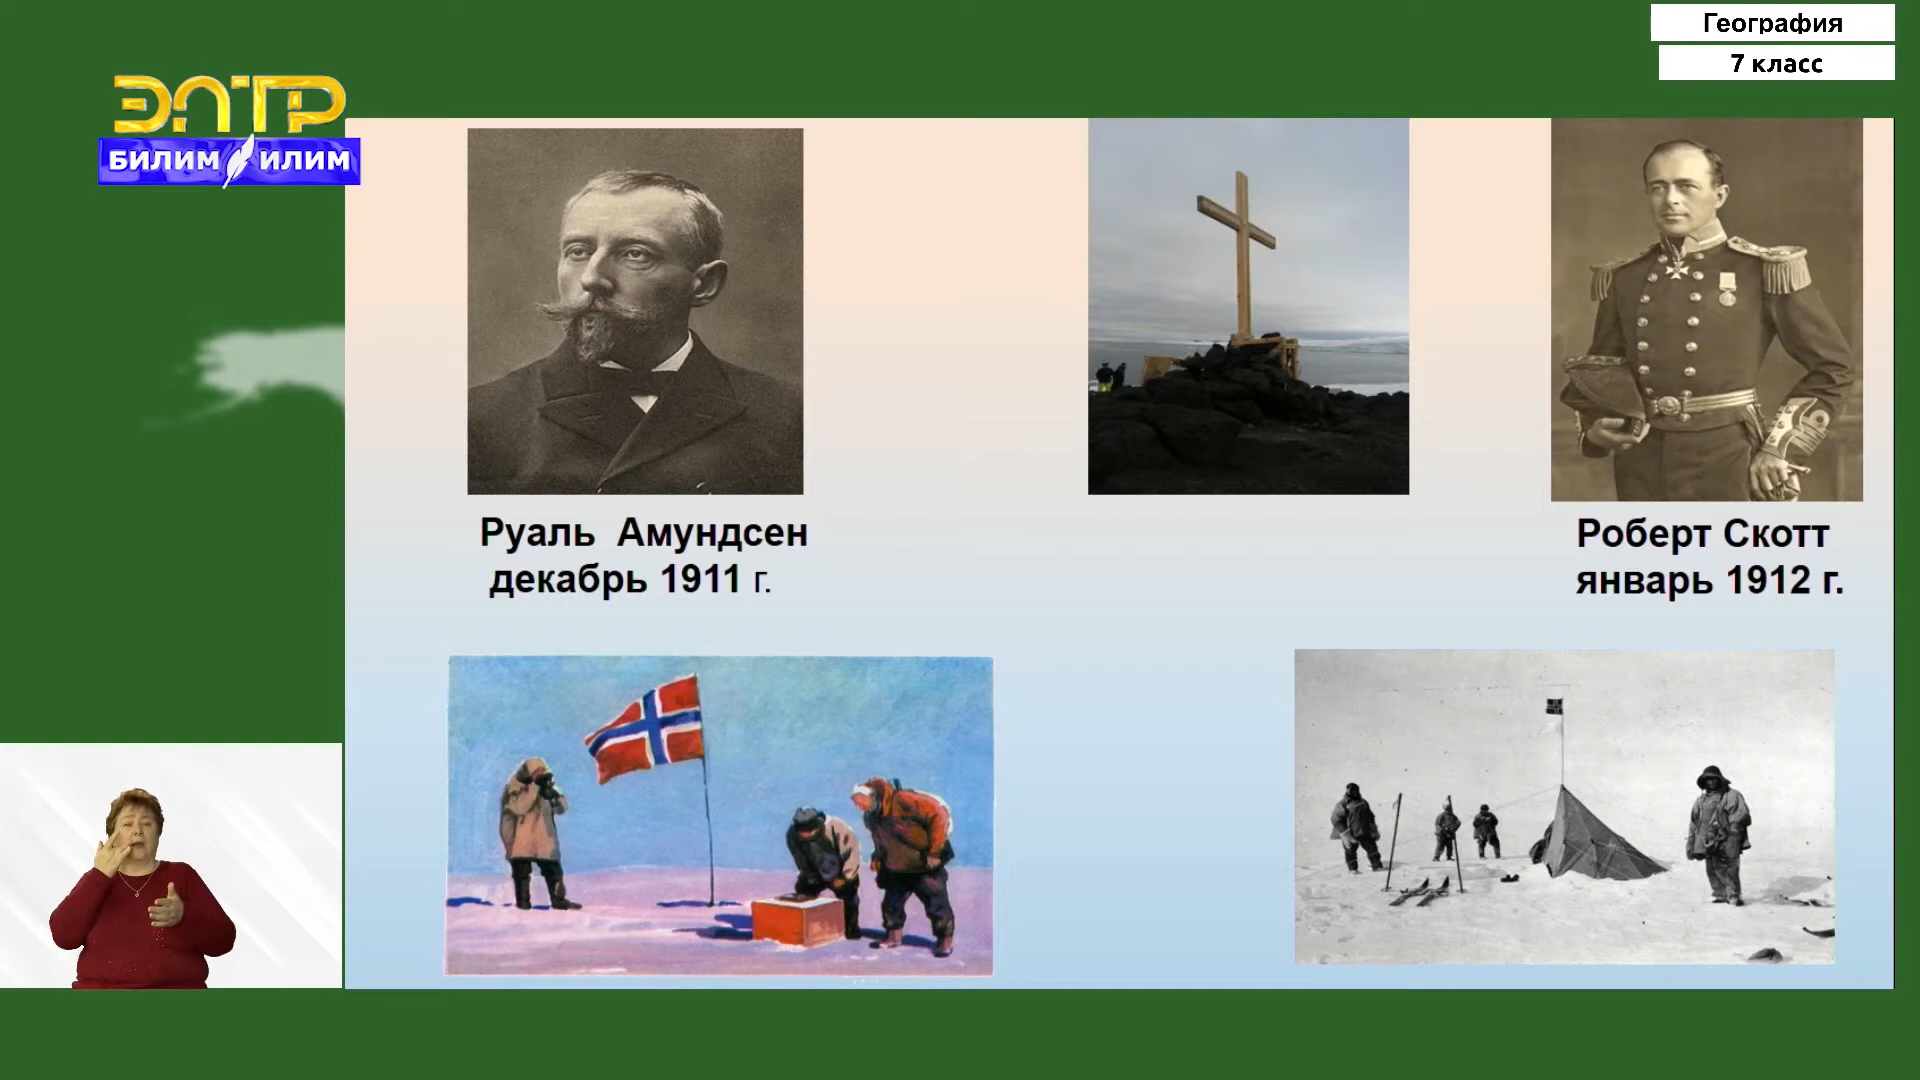 География
7 класс
ЭЛТР
БИЛИМ ИЛИМ
Руаль Амундсен
декабрь 1911 г.
Роберт Скотт
январь 1912 г.